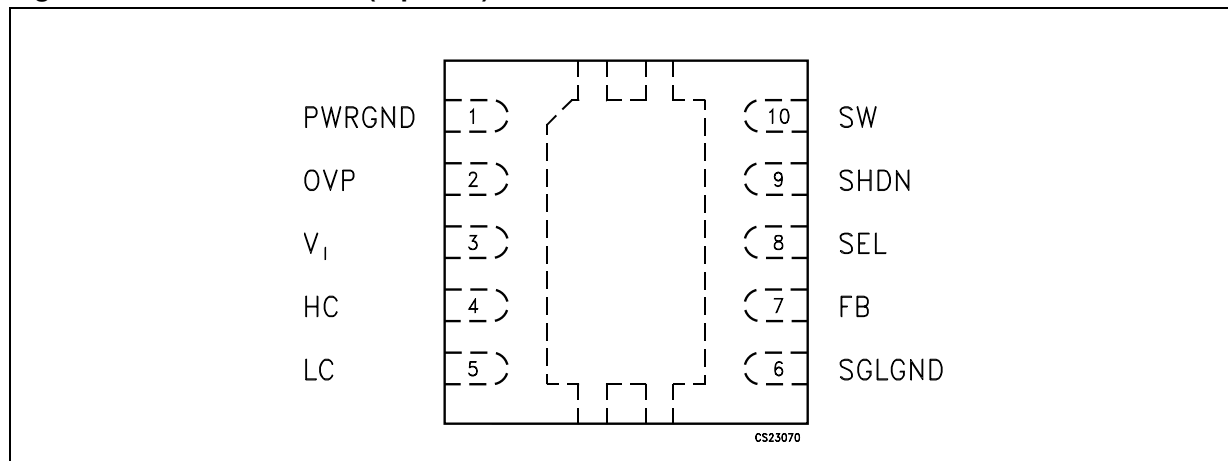 PWRGND 1 10 SW
OVP 2 9 SHDN
V_I 3 8 SEL
HC 4 7 FB
LC 5 6 SGLGND
CS23070